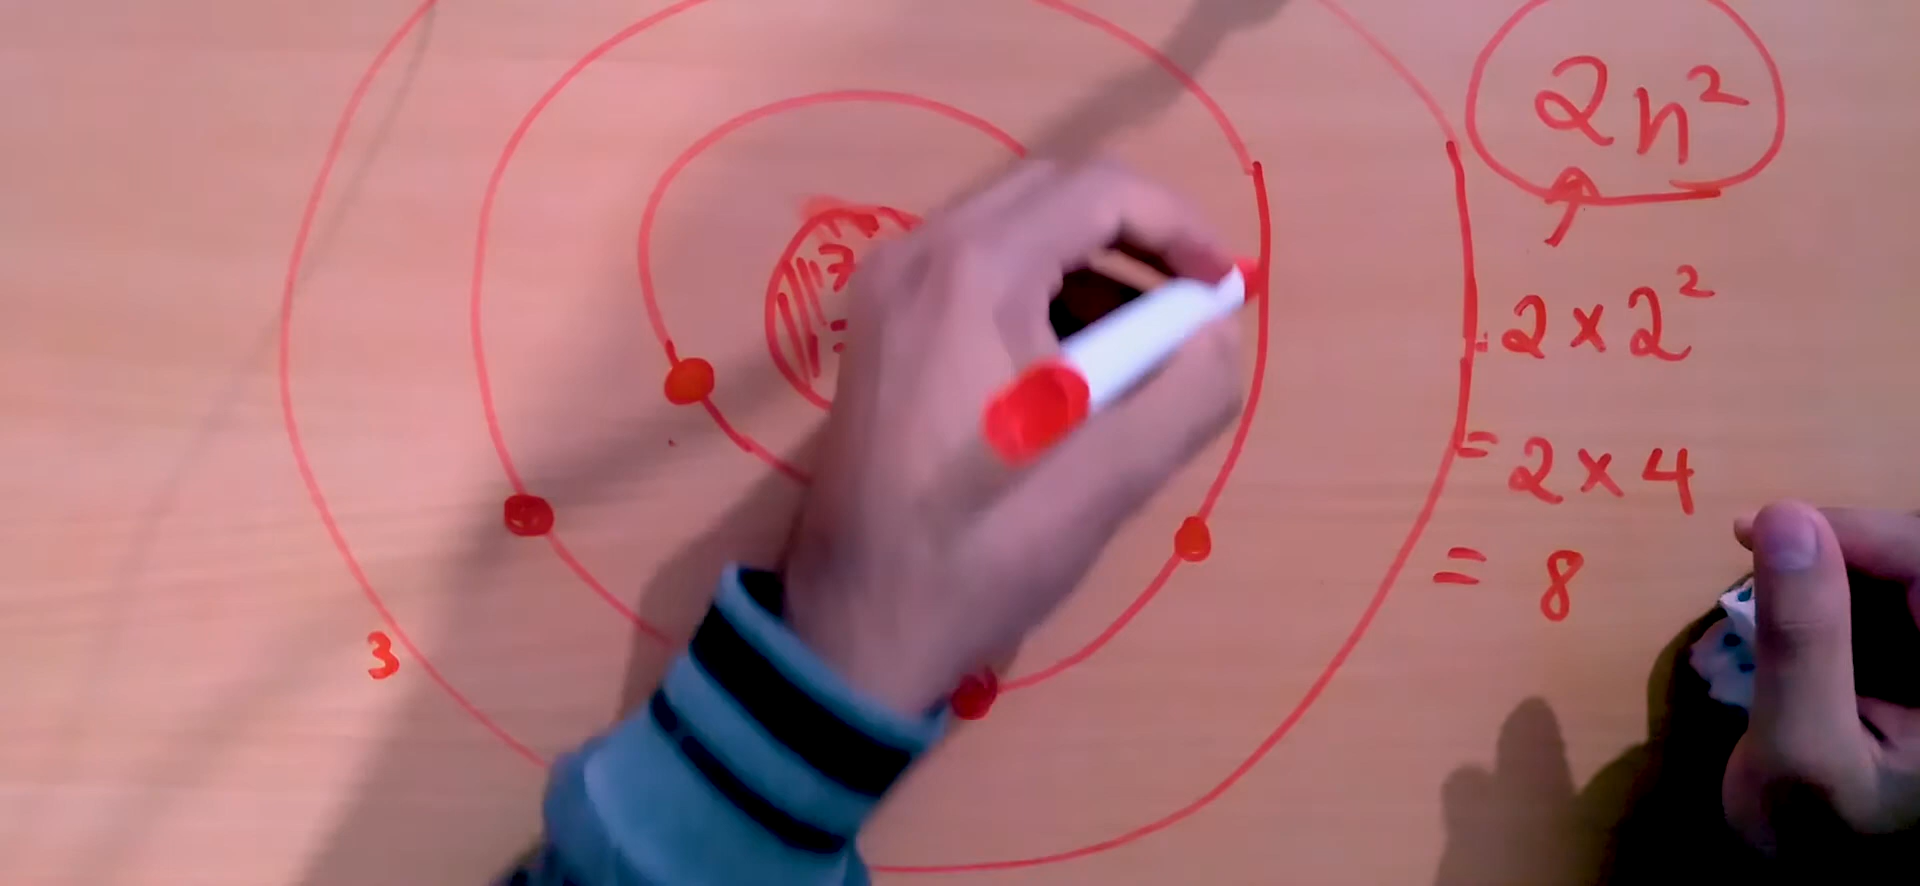 2n²
= 2 × 2²
= 2 × 4
= 8
3